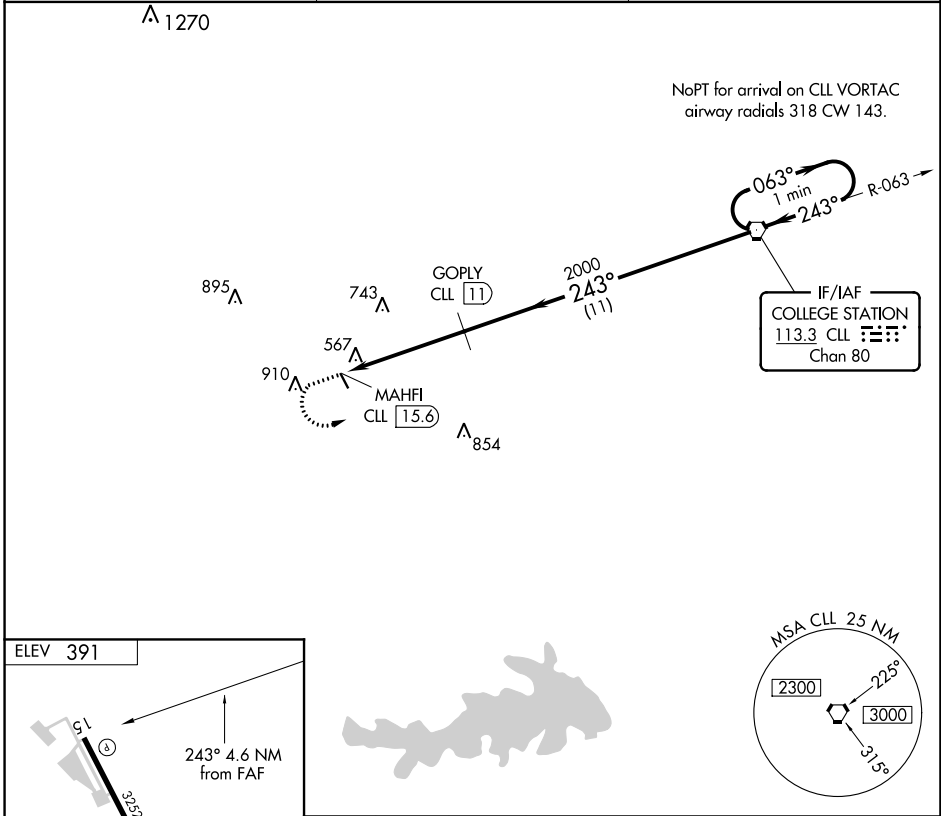 1270
NoPT for arrival on CLL VORTAC
airway radials 318 CW 143.
063°
1 min
243°
R-063
2000
243°
(11)
GOPLY
CLL 11
895
743
567
910
MAHFI
CLL 15.6
854
IF/IAF
COLLEGE STATION
113.3 CLL
Chan 80
ELEV 391
15
P
3252
243° 4.6 NM
from FAF
MSA CLL 25 NM
2300
225°
3000
315°